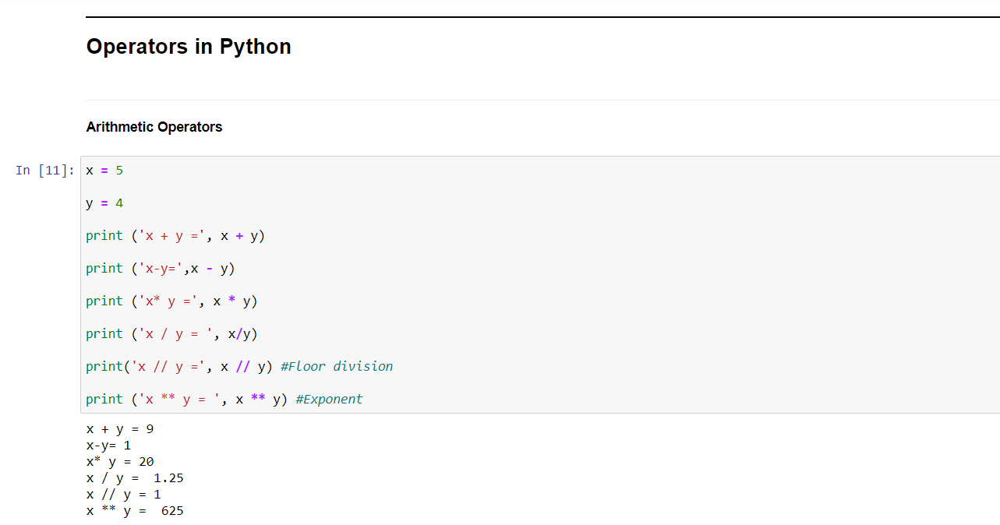 Operators in Python
Arithmetic Operators
In [11]: x = 5
y = 4
print ('x + y =', x + y)
print ('x-y=',x - y)
print ('x* y =', x * y)
print ('x / y = ', x/y)
print('x // y =', x // y) #Floor division
print ('x ** y = ', x ** y) #Exponent
x + y = 9
x-y= 1
x* y = 20
x / y =  1.25
x // y = 1
x ** y =  625